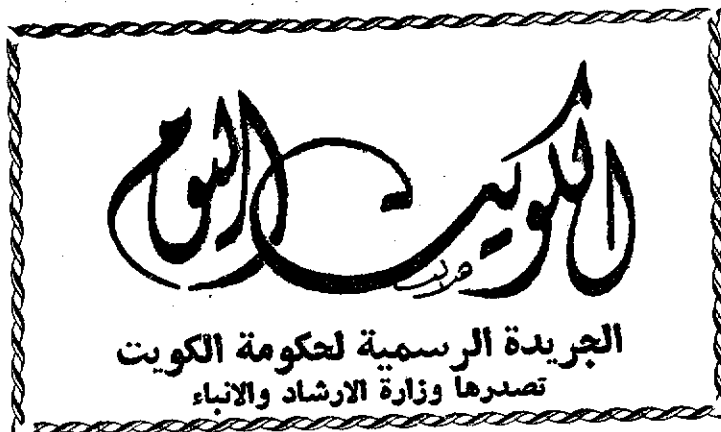 الكويت اليوم
الجريدة الرسمية لحكومة الكويت
تصدرها وزارة الارشاد والانباء